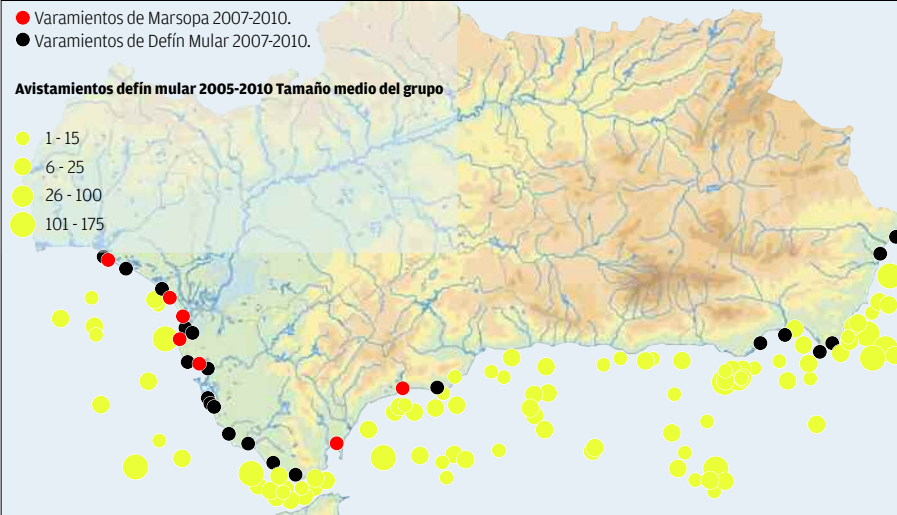 Varamientos de Marsopa 2007-2010.
Varamientos de Defín Mular 2007-2010.
Avistamientos defín mular 2005-2010 Tamaño medio del grupo
1 - 15
6 - 25
26 - 100
101 - 175